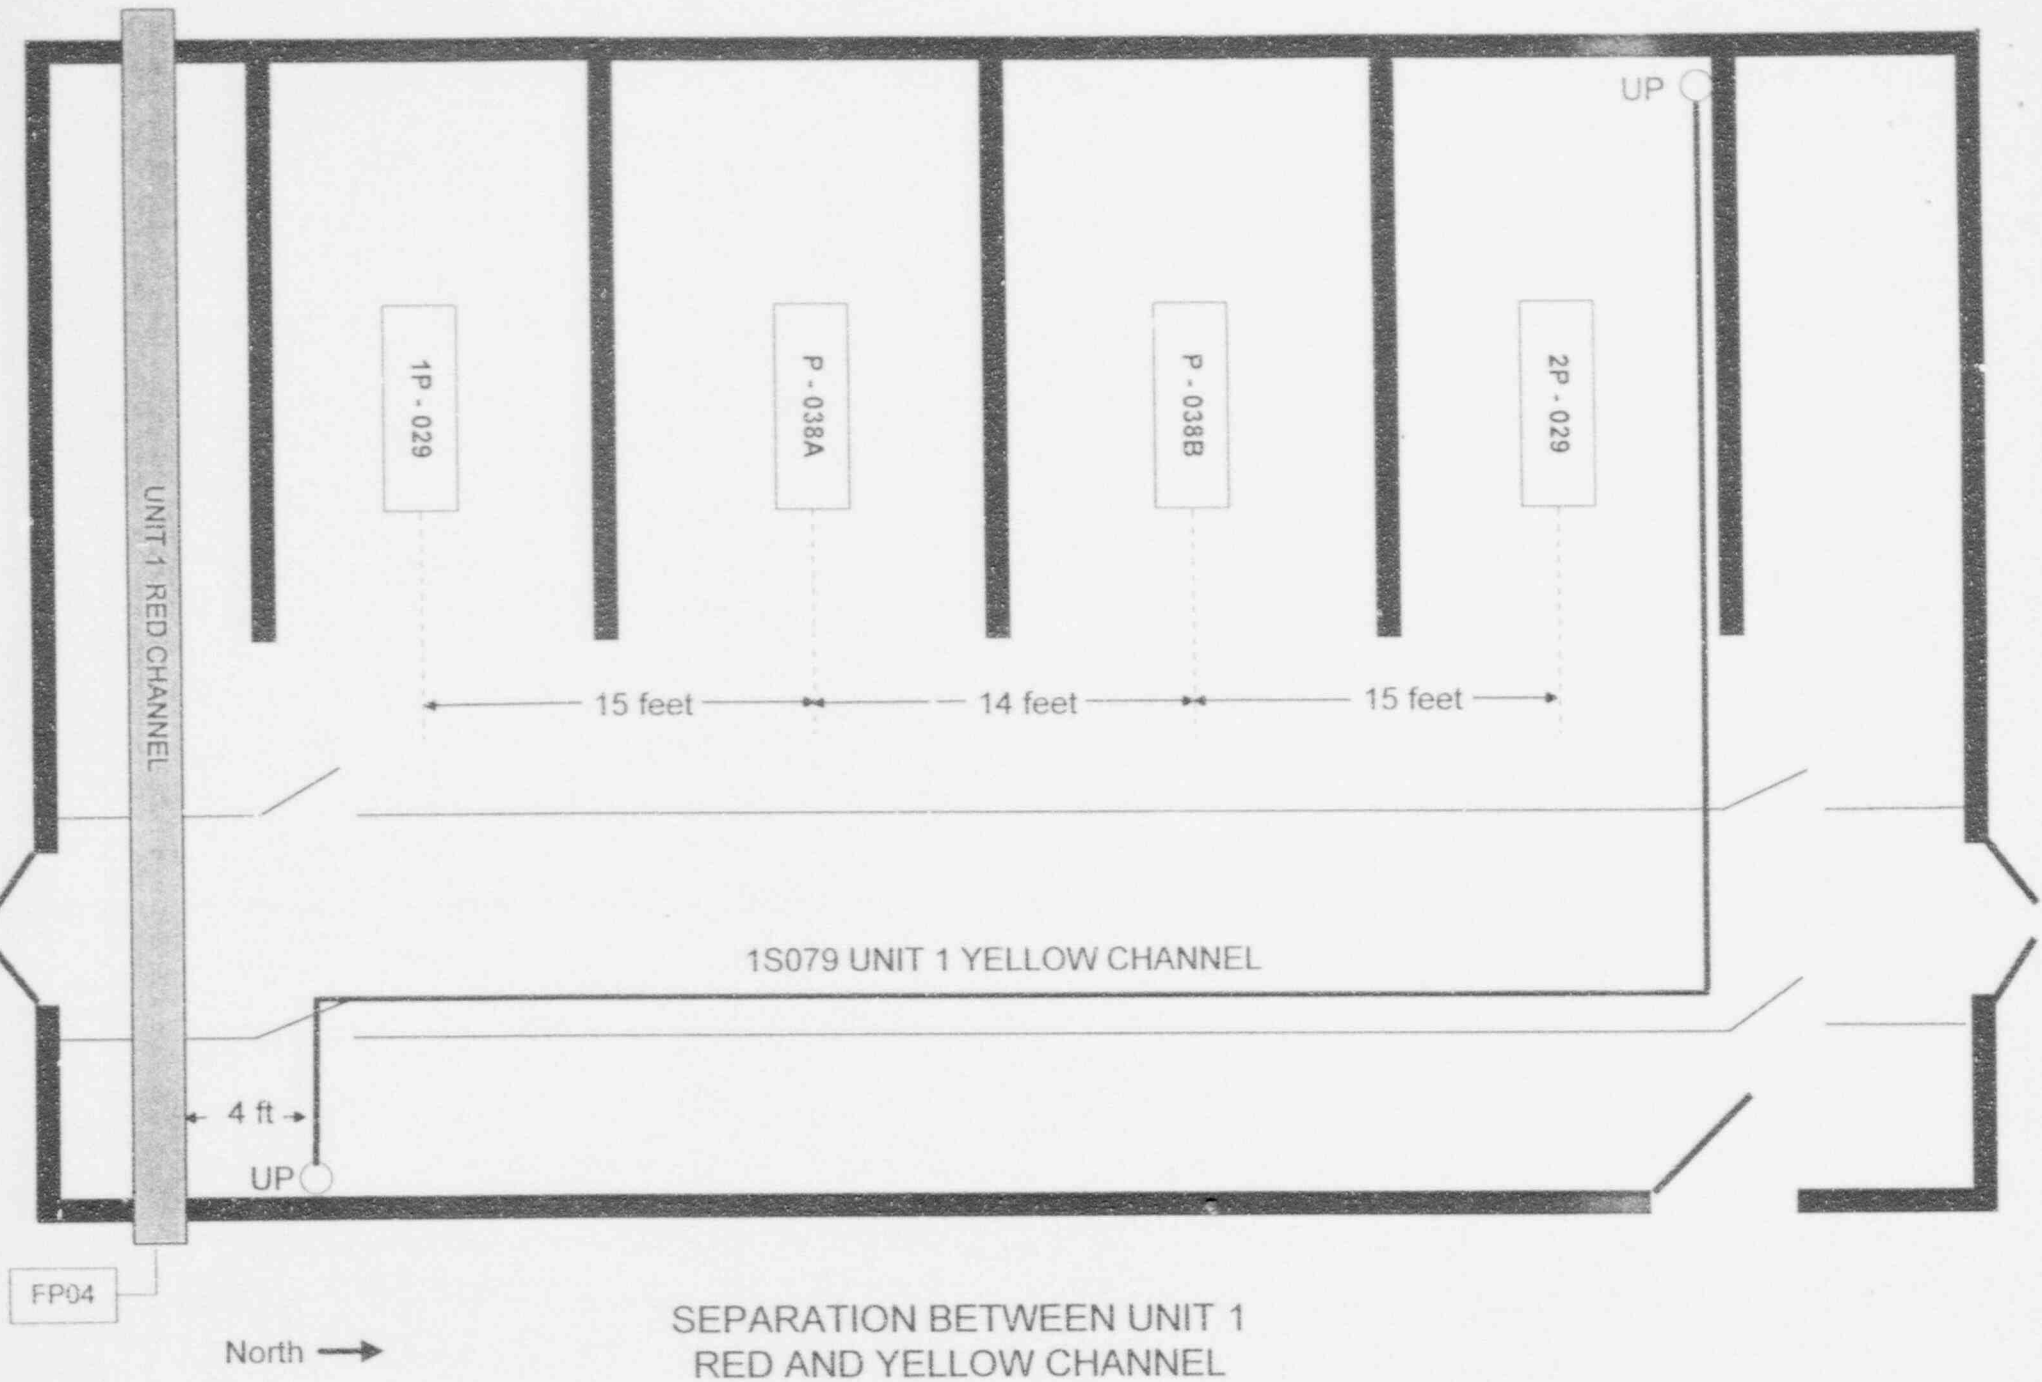 UP
1P - 029
P - 038A
P - 038B
2P - 029
UNIT 1 RED CHANNEL
15 feet
14 feet
15 feet
1S079 UNIT 1 YELLOW CHANNEL
4 ft
UP
FP04
North
SEPARATION BETWEEN UNIT 1
RED AND YELLOW CHANNEL